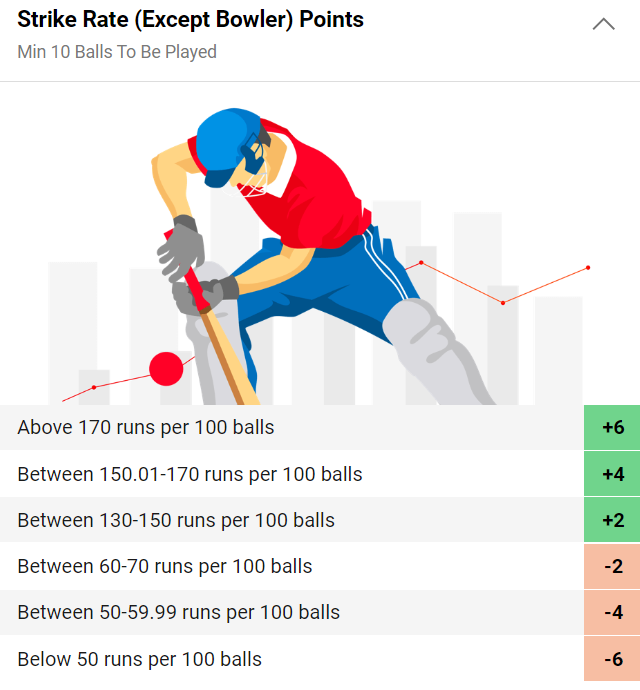 Strike Rate (Except Bowler) Points
Min 10 Balls To Be Played
Above 170 runs per 100 balls +6
Between 150.01-170 runs per 100 balls +4
Between 130-150 runs per 100 balls +2
Between 60-70 runs per 100 balls -2
Between 50-59.99 runs per 100 balls -4
Below 50 runs per 100 balls -6